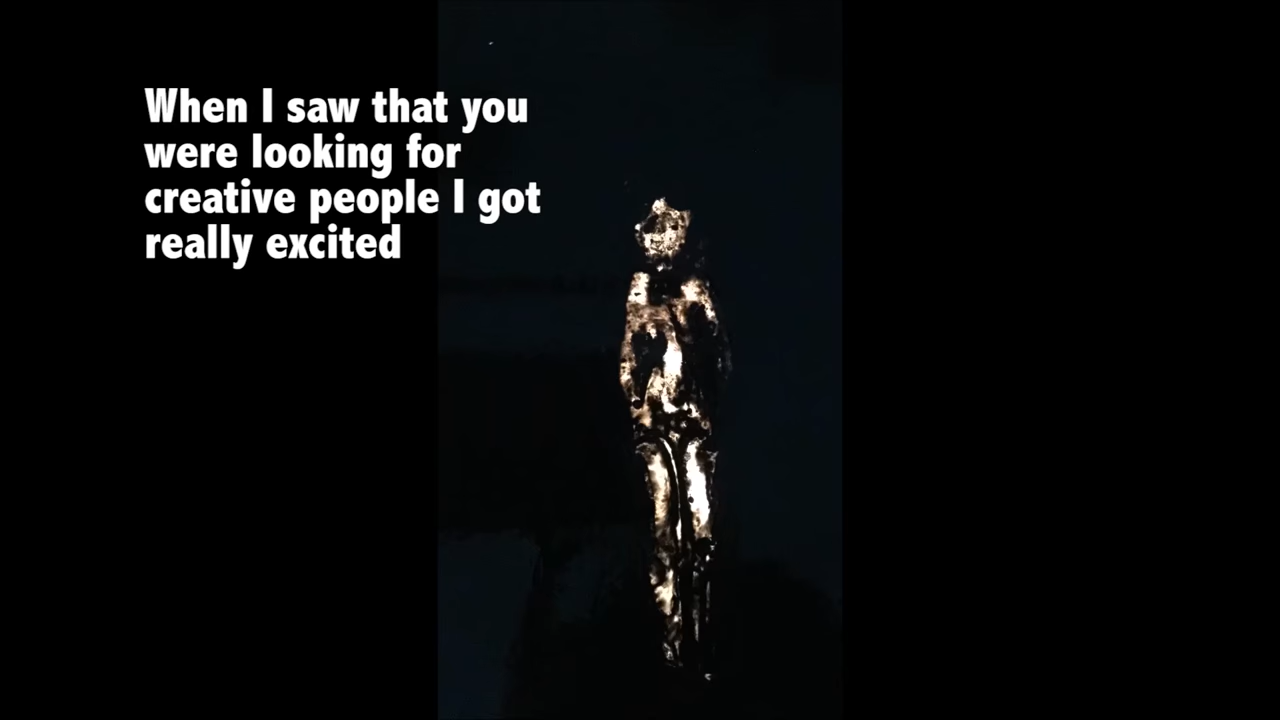 When I saw that you
were looking for
creative people I got
really excited